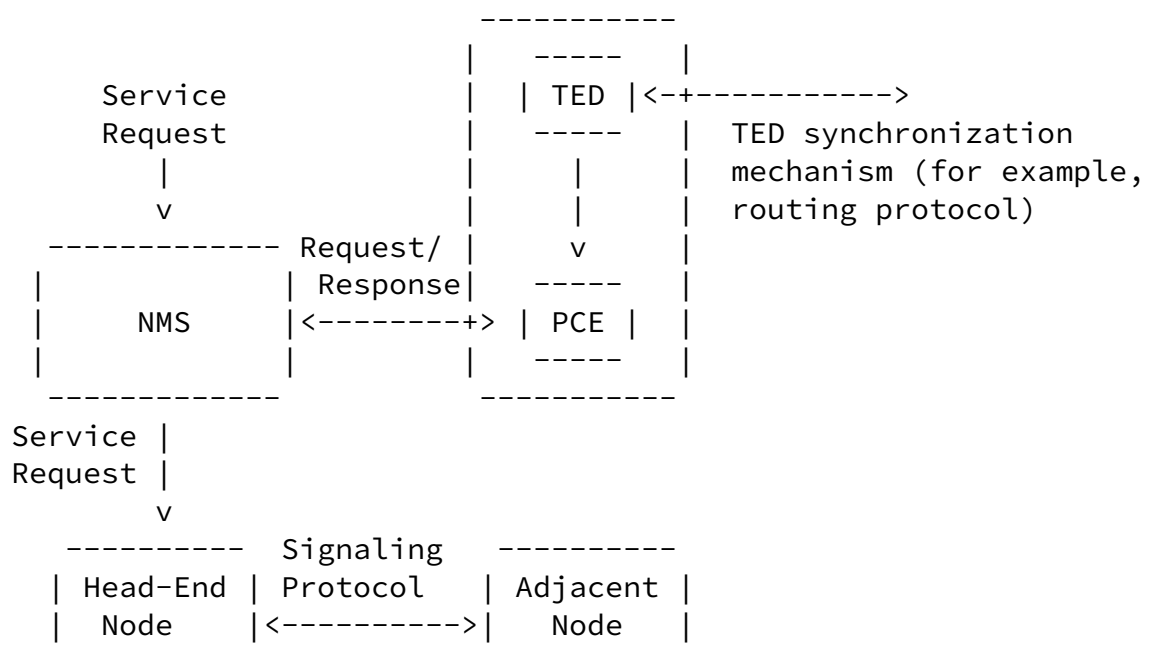 Service
Request
TED
TED synchronization
mechanism (for example,
routing protocol)
v
v
Request/
Response
NMS
PCE
Service
Request
v
Signaling
Protocol
Head-End
Node
Adjacent
Node